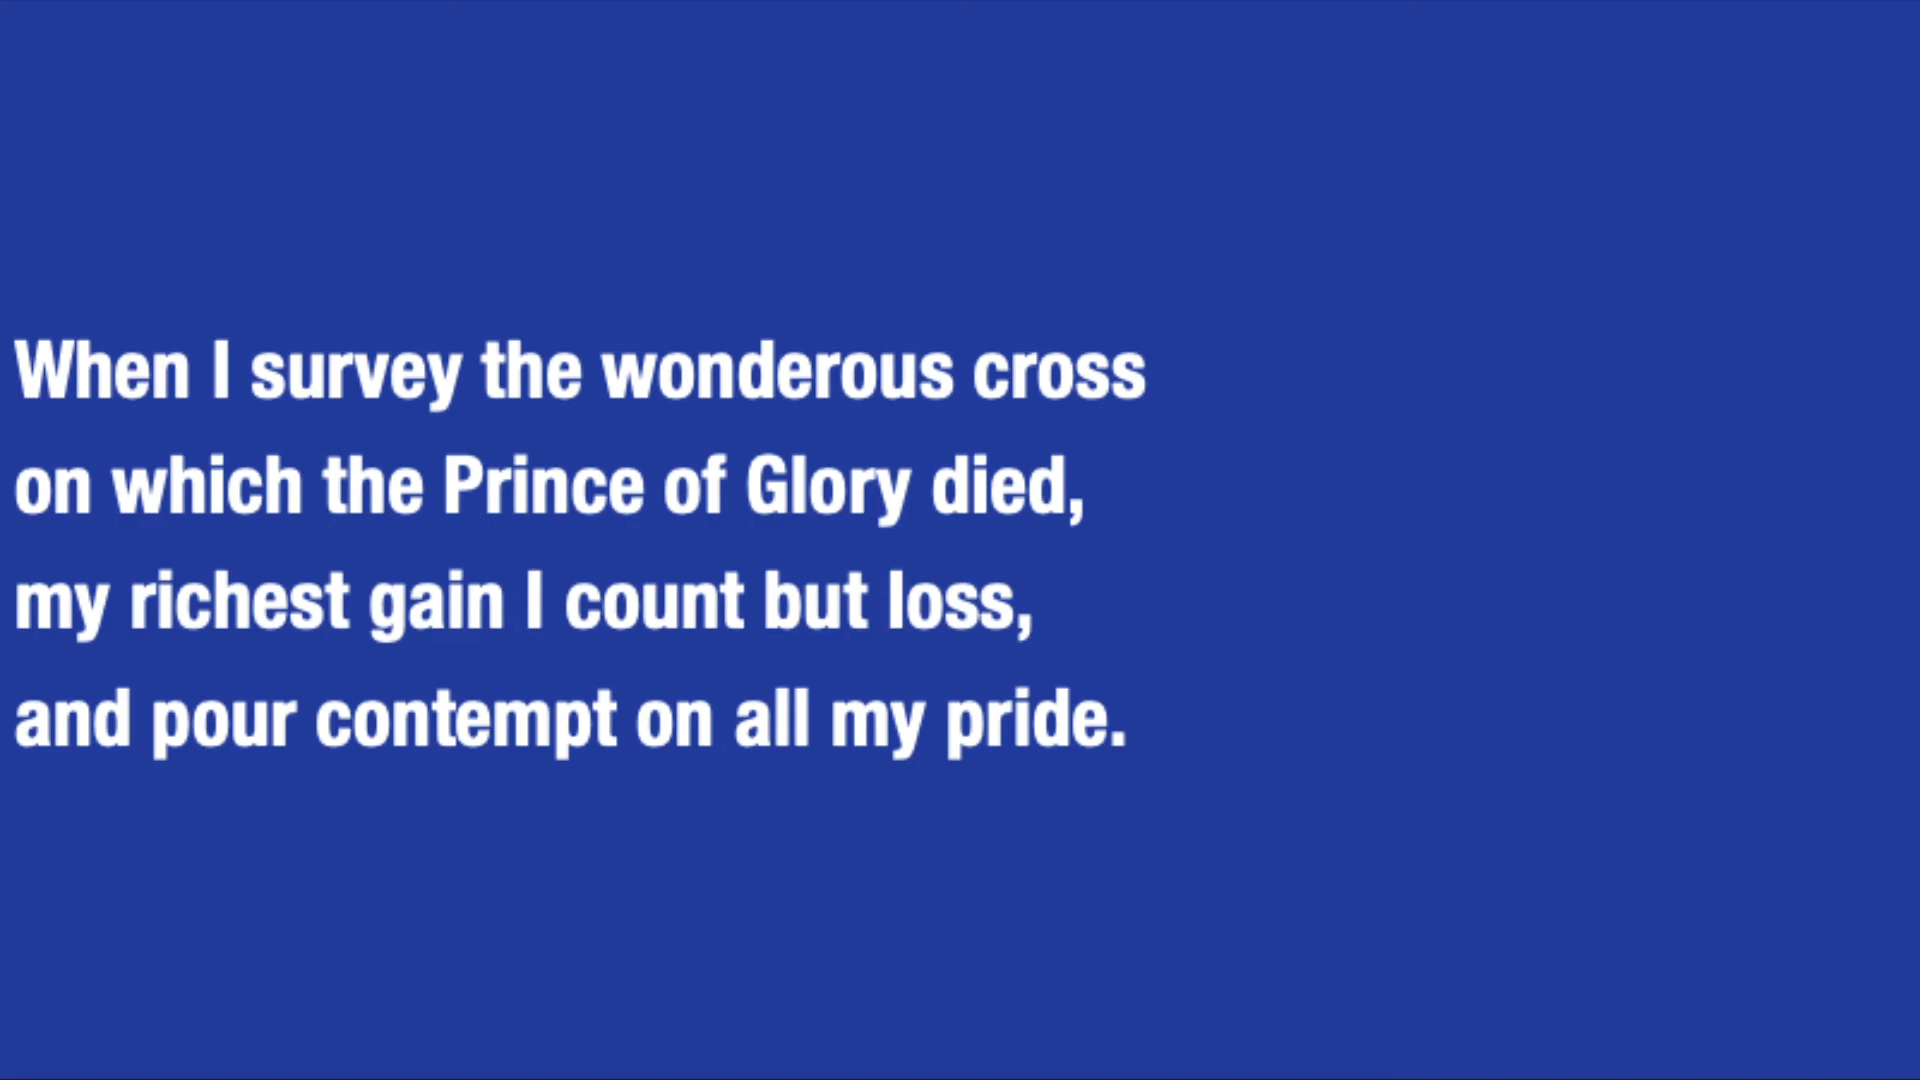 When I survey the wonderous cross
on which the Prince of Glory died,
my richest gain I count but loss,
and pour contempt on all my pride.